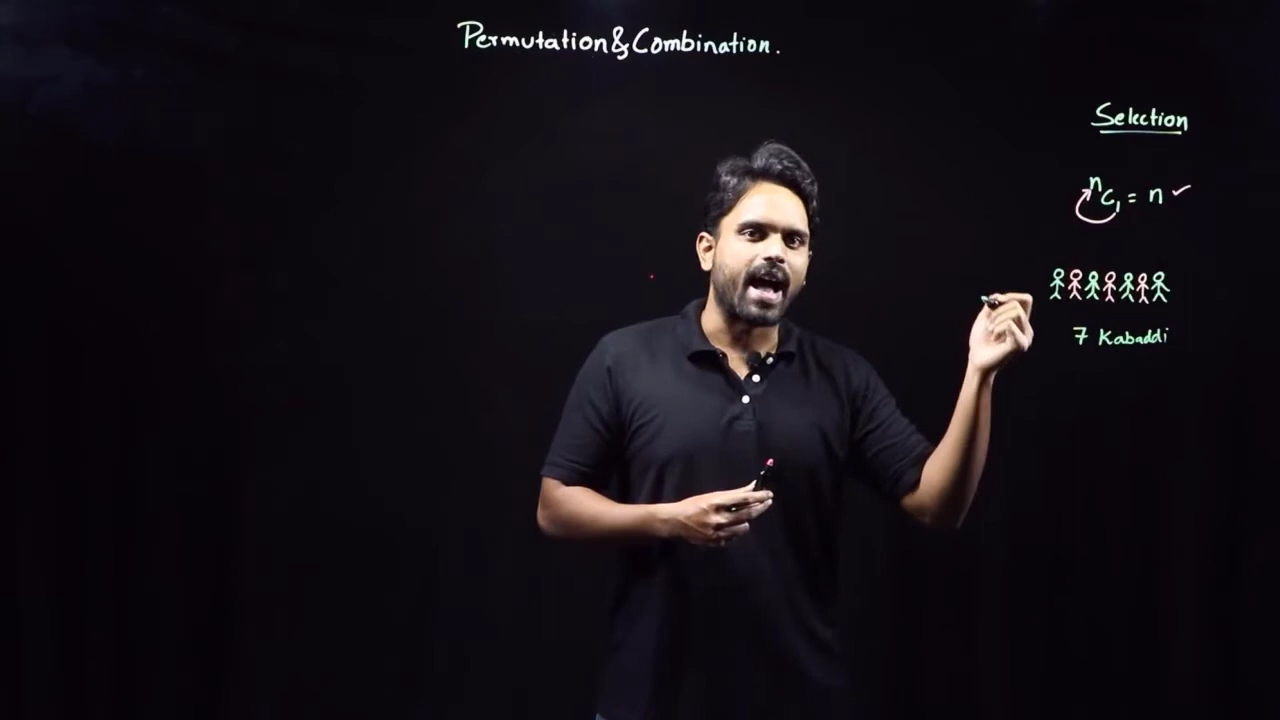 Permutation & Combination.
Selection
ⁿC₁ = n ✓
7 Kabaddi